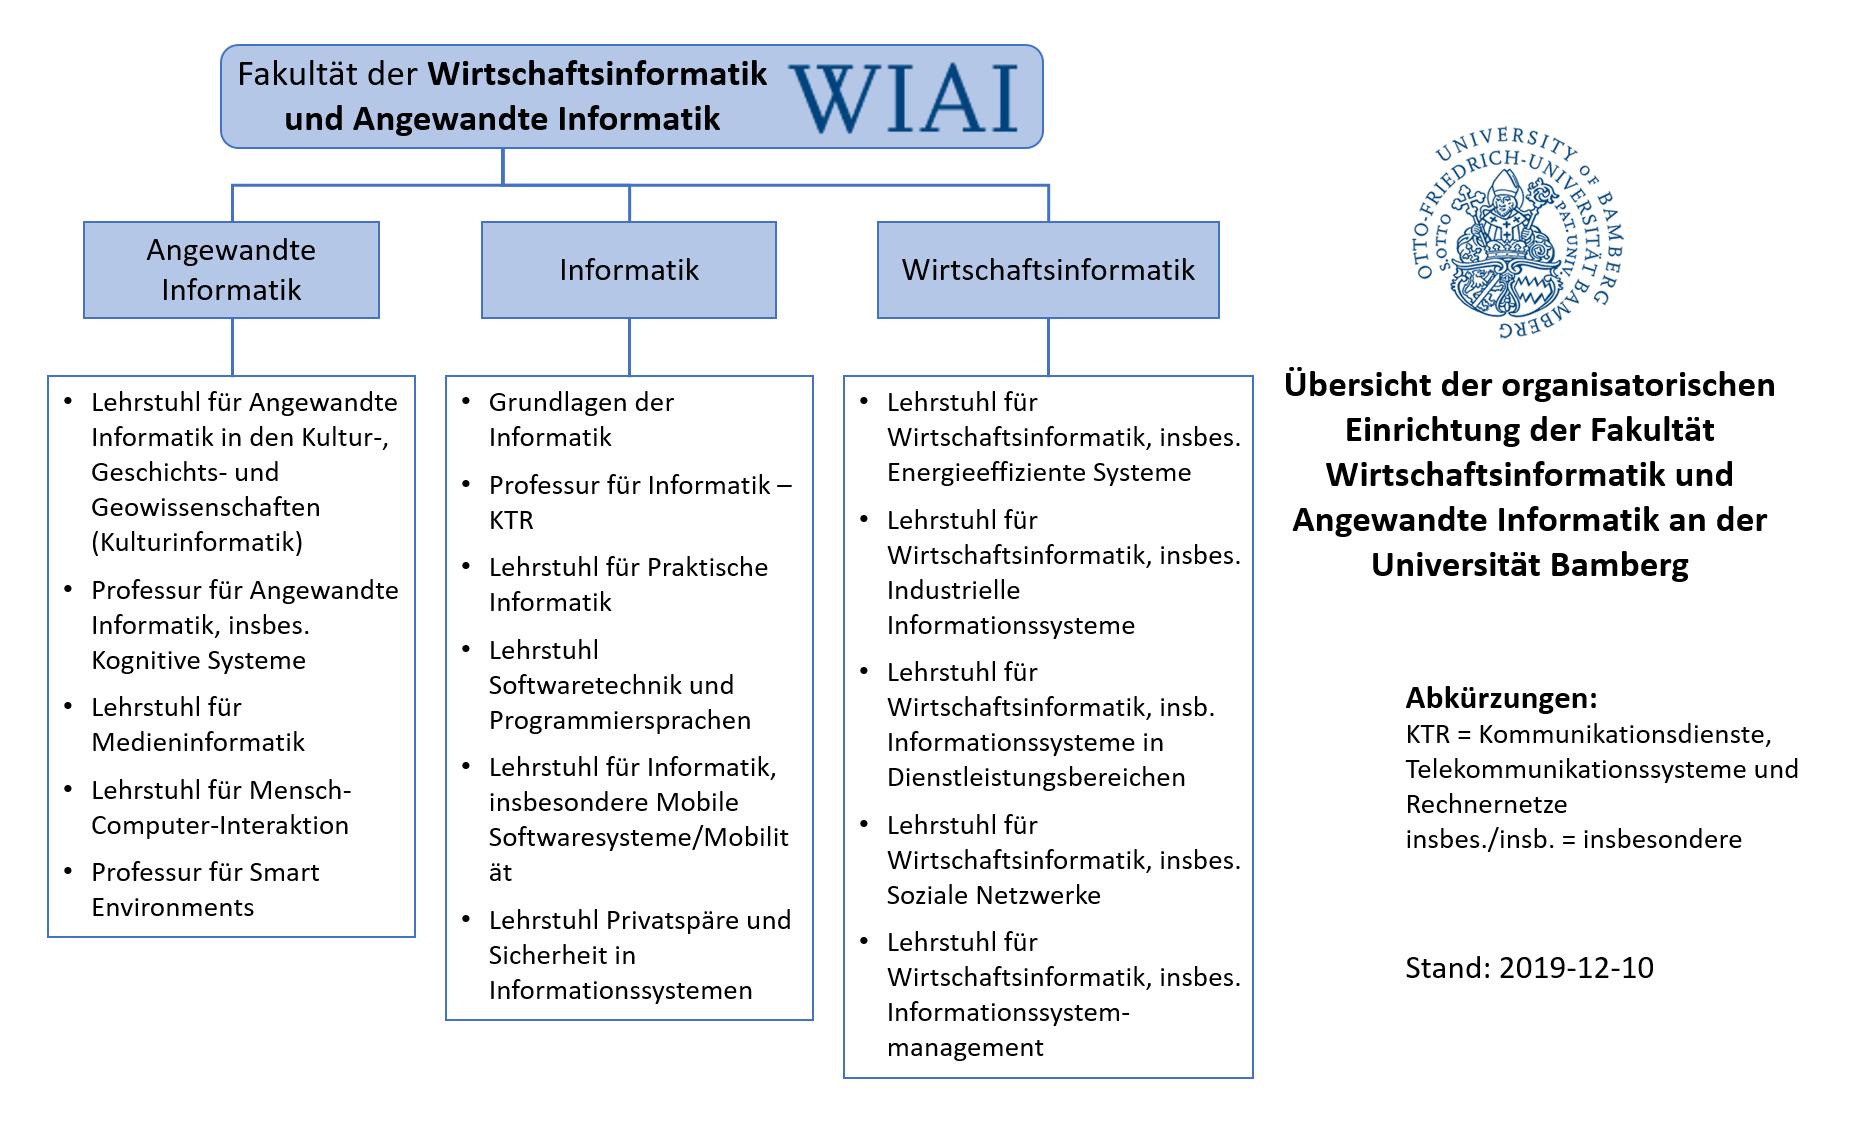 Fakultät der Wirtschaftsinformatik
und Angewandte Informatik
WIAI
Angewandte
Informatik
Informatik
Wirtschaftsinformatik
• Lehrstuhl für Angewandte
Informatik in den Kultur-,
Geschichts- und
Geowissenschaften
(Kulturinformatik)
• Professur für Angewandte
Informatik, insbes.
Kognitive Systeme
• Lehrstuhl für
Medieninformatik
• Lehrstuhl für Mensch-
Computer-Interaktion
• Professur für Smart
Environments
• Grundlagen der
Informatik
• Professur für Informatik –
KTR
• Lehrstuhl für Praktische
Informatik
• Lehrstuhl
Softwaretechnik und
Programmiersprachen
• Lehrstuhl für Informatik,
insbesondere Mobile
Softwaresysteme/Mobilit
ät
• Lehrstuhl Privatspäre und
Sicherheit in
Informationssystemen
• Lehrstuhl für
Wirtschaftsinformatik, insbes.
Energieeffiziente Systeme
• Lehrstuhl für
Wirtschaftsinformatik, insbes.
Industrielle
Informationssysteme
• Lehrstuhl für
Wirtschaftsinformatik, insb.
Informationssysteme in
Dienstleistungsbereichen
• Lehrstuhl für
Wirtschaftsinformatik, insbes.
Soziale Netzwerke
• Lehrstuhl für
Wirtschaftsinformatik, insbes.
Informationssystem-
management
UNIVERSITY OF BAMBERG
OTTO-FRIEDRICH-UNIVERSITÄT BAMBERG
S.OTTO
PAT.UNIV.
Übersicht der organisatorischen
Einrichtung der Fakultät
Wirtschaftsinformatik und
Angewandte Informatik an der
Universität Bamberg
Abkürzungen:
KTR = Kommunikationsdienste,
Telekommunikationssysteme und
Rechnernetze
insbes./insb. = insbesondere
Stand: 2019-12-10